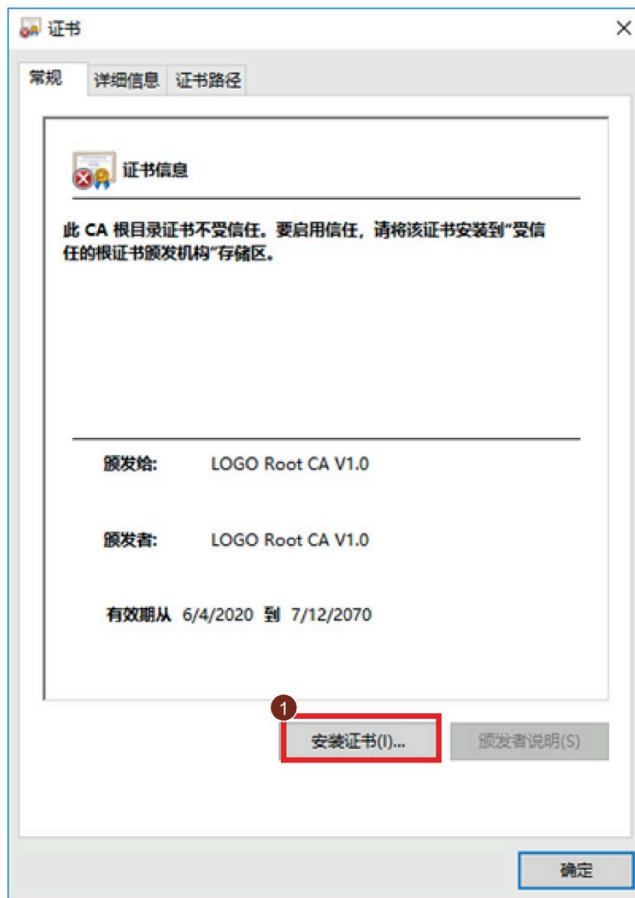 证书
常规 详细信息 证书路径
证书信息
此 CA 根目录证书不受信任。要启用信任，请将该证书安装到"受信
任的根证书颁发机构"存储区。
颁发给: LOGO Root CA V1.0
颁发者: LOGO Root CA V1.0
有效期从 6/4/2020 到 7/12/2070
1
安装证书(I)... 颁发者说明(S)
确定